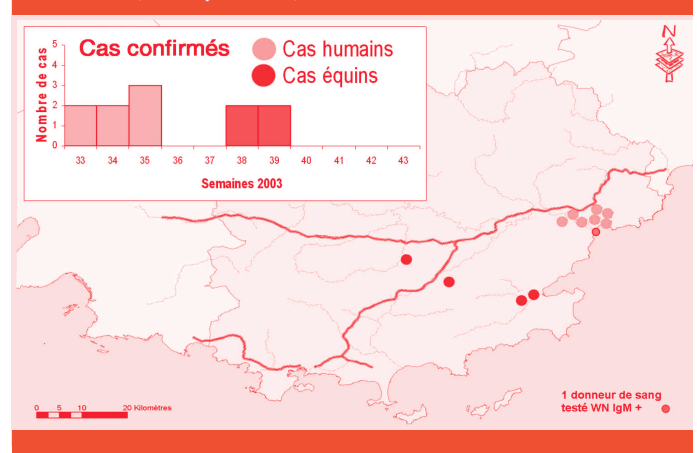 Cas confirmés
Cas humains
Cas équins
Nombre de cas
5
4
3
2
1
0
33 34 35 36 37 38 39 40 41 42 43
Semaines 2003
N
0 5 10 20 Kilomètres
1 donneur de sang
testé WN IgM +